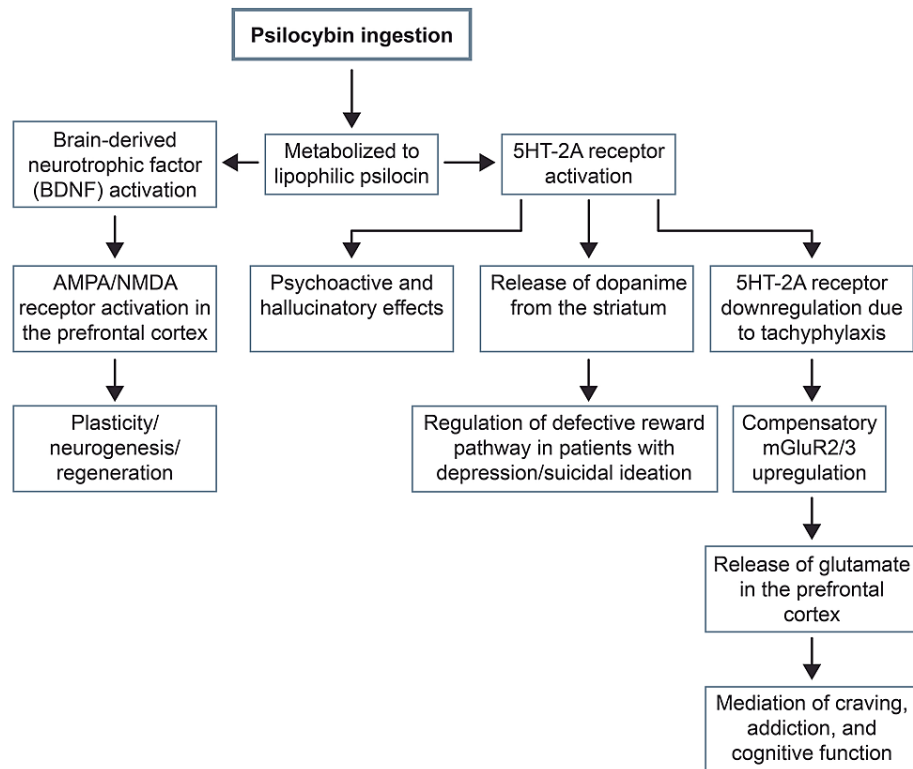 Psilocybin ingestion
Brain-derived
neurotrophic factor
(BDNF) activation
Metabolized to
lipophilic psilocin
5HT-2A receptor
activation
AMPA/NMDA
receptor activation in
the prefrontal cortex
Psychoactive and
hallucinatory effects
Release of dopanime
from the striatum
5HT-2A receptor
downregulation due
to tachyphylaxis
Plasticity/
neurogenesis/
regeneration
Regulation of defective reward
pathway in patients with
depression/suicidal ideation
Compensatory
mGluR2/3
upregulation
Release of glutamate
in the prefrontal
cortex
Mediation of craving,
addiction, and
cognitive function